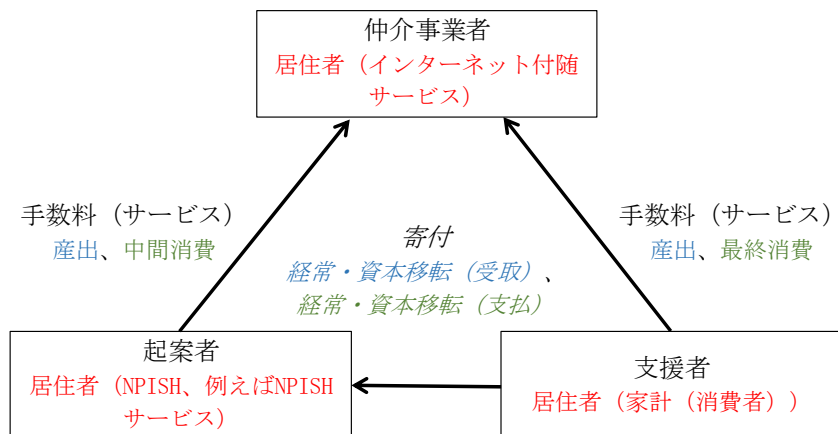 仲介事業者
居住者（インターネット付随
サービス）
手数料（サービス）
産出、中間消費
手数料（サービス）
産出、最終消費
寄付
経常・資本移転（受取）、
経常・資本移転（支払）
起案者
居住者（NPISH、例えばNPISH
サービス）
支援者
居住者（家計（消費者））